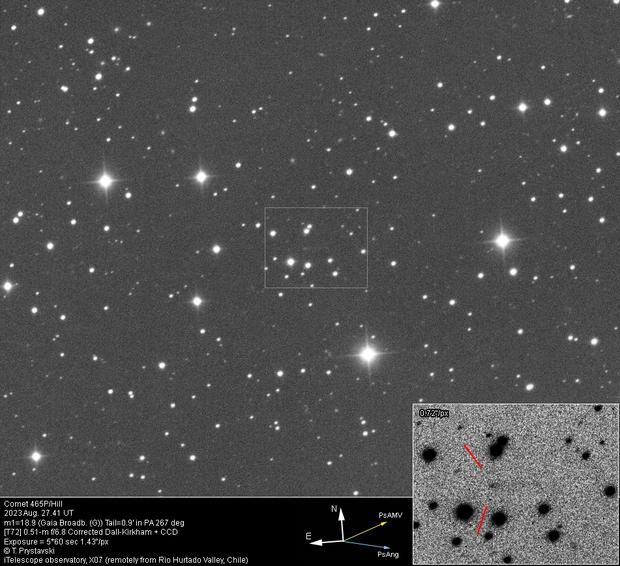 0.72"/px
Comet 465P/Hill
2023 Aug. 27.41 UT
m1=18.9 (Gaia Broadb. (G)) Tail=0.9' in PA 267 deg
[T72] 0.51-m f/6.8 Corrected Dall-Kirkham + CCD
Exposure = 5*60 sec 1.43"/px
© T. Prystavski
iTelescope observatory, X07 (remotely from Rio Hurtado Valley, Chile)
N
E
PsAMV
PsAng